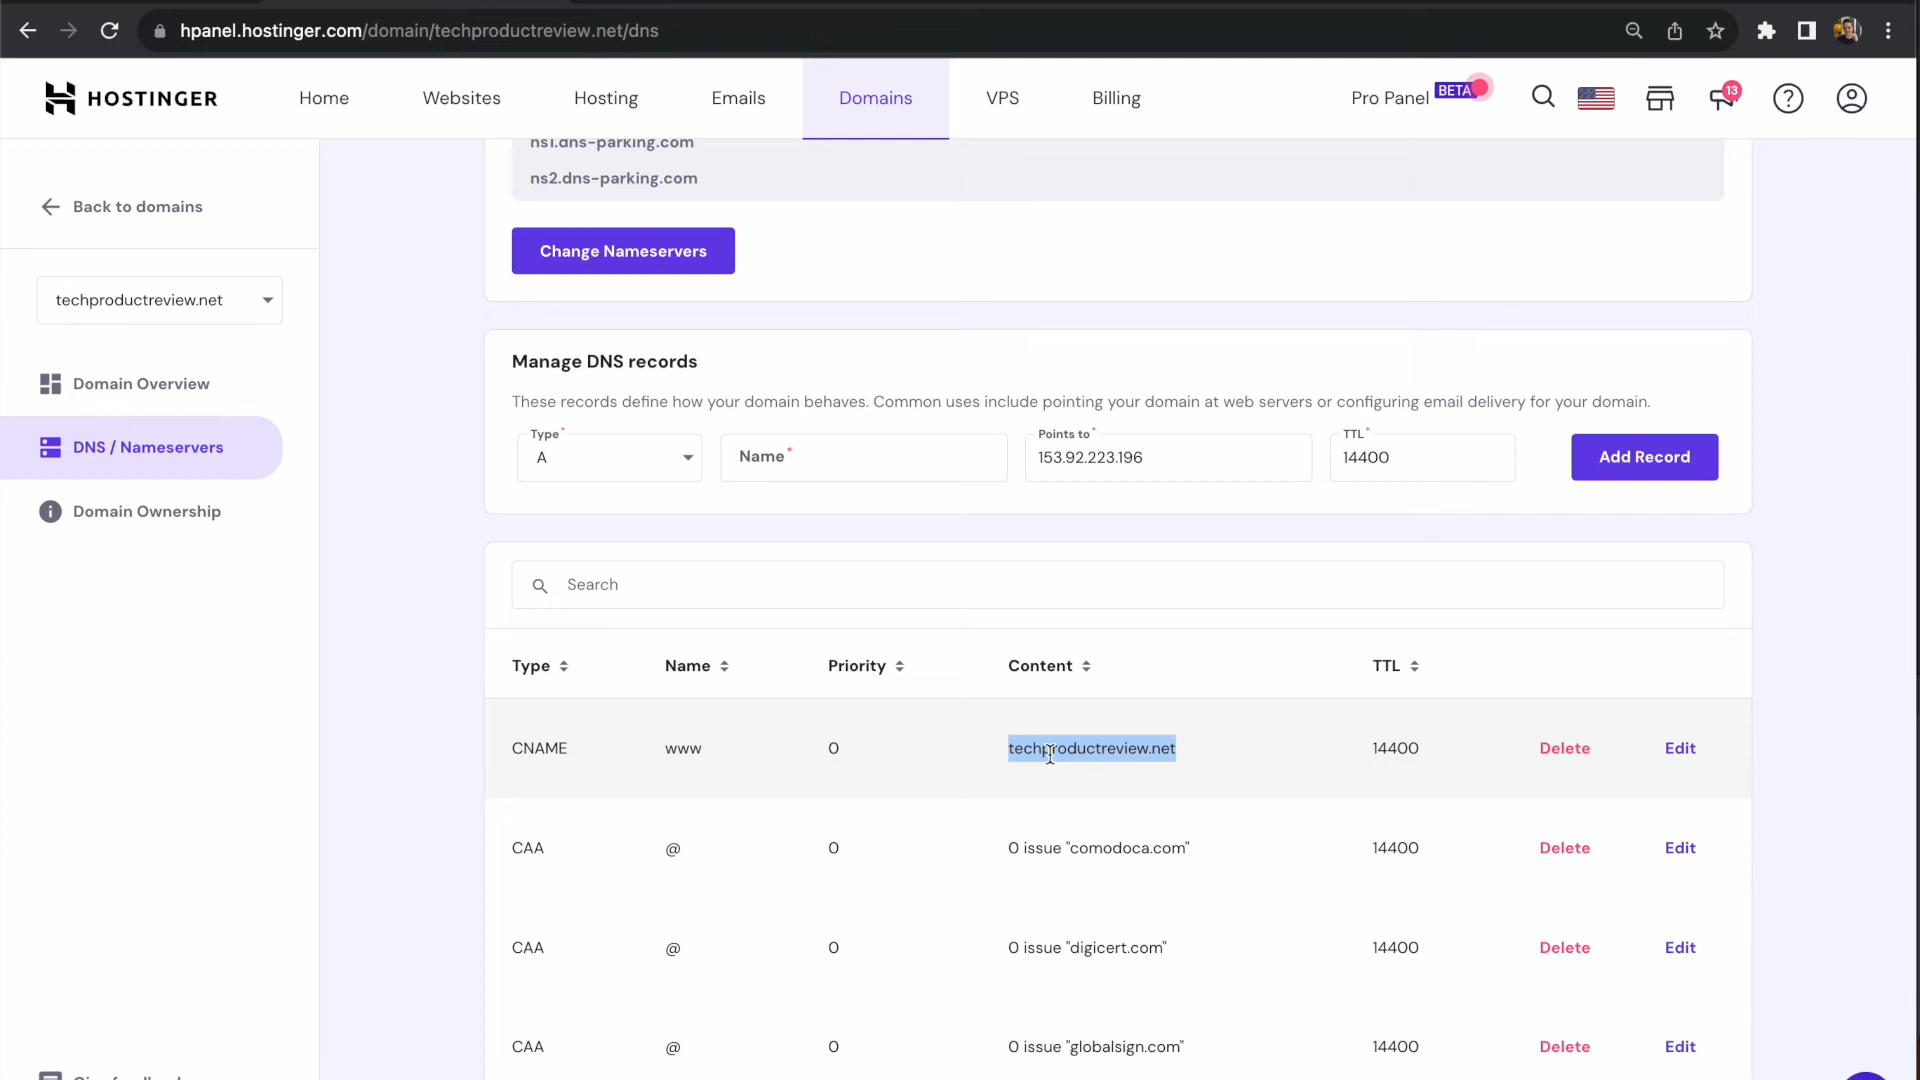 hpanel.hostinger.com/domain/techproductreview.net/dns
HOSTINGER
Home
Websites
Hosting
Emails
Domains
VPS
Billing
Pro Panel
BETA
13
ns1.dns-parking.com
ns2.dns-parking.com
Back to domains
Change Nameservers
techproductreview.net
Domain Overview
DNS / Nameservers
Domain Ownership
Manage DNS records
These records define how your domain behaves. Common uses include pointing your domain at web servers or configuring email delivery for your domain.
Type*
A
Name*
Points to*
153.92.223.196
TTL*
14400
Add Record
Search
Type
Name
Priority
Content
TTL
CNAME www 0 techproductreview.net 14400 Delete Edit
CAA @ 0 0 issue "comodoca.com" 14400 Delete Edit
CAA @ 0 0 issue "digicert.com" 14400 Delete Edit
CAA @ 0 0 issue "globalsign.com" 14400 Delete Edit